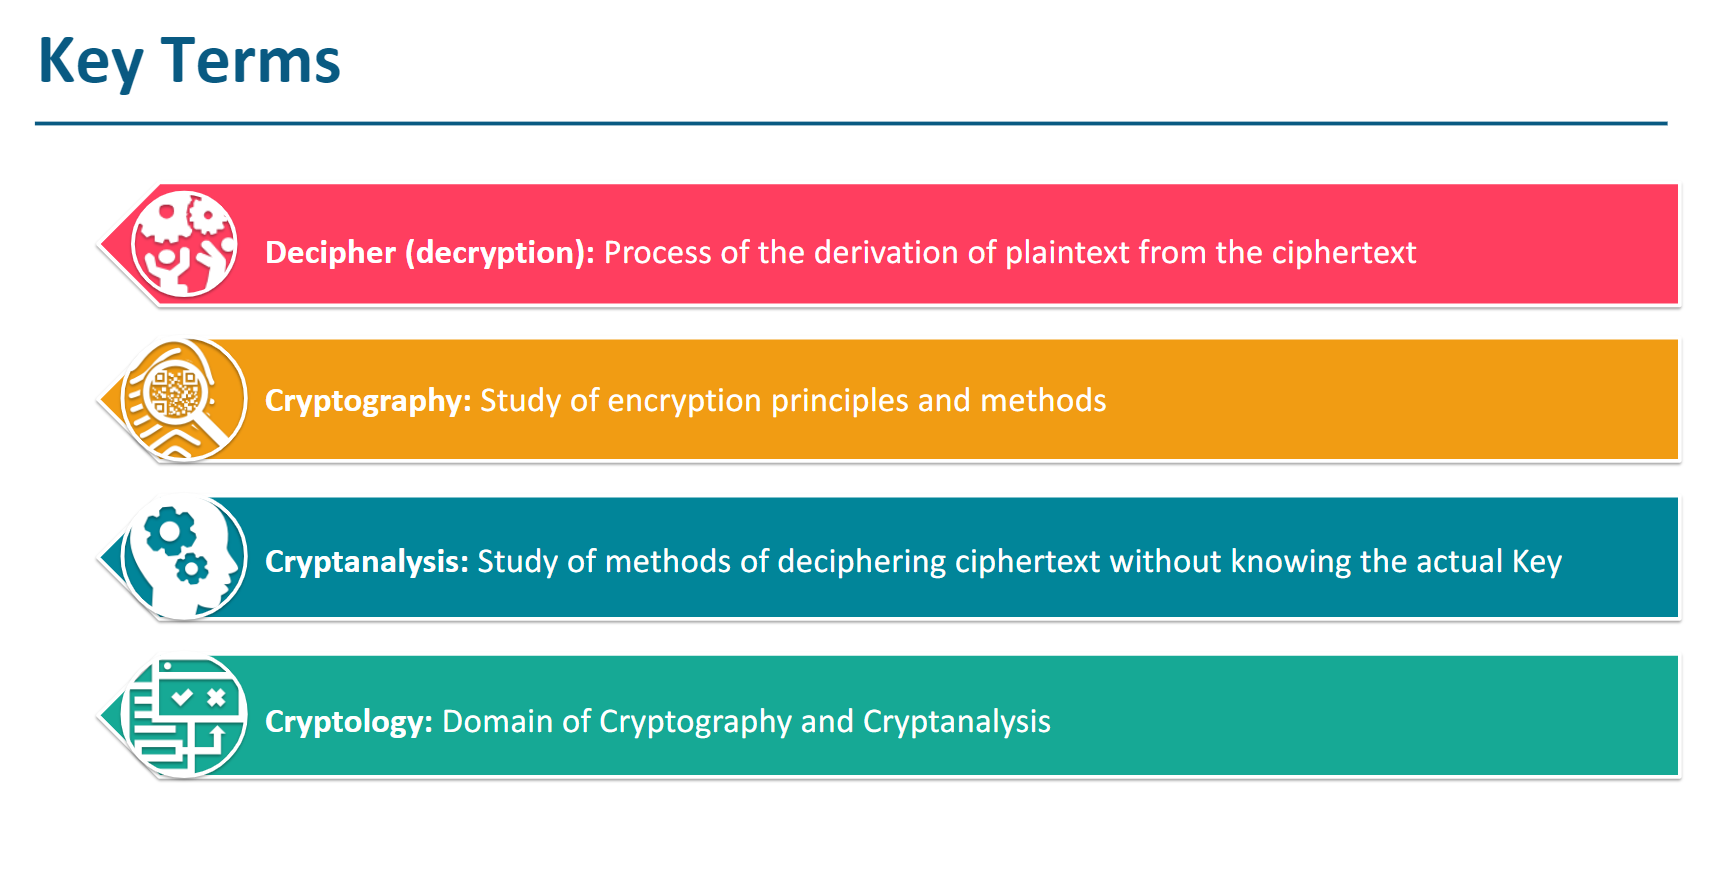 Key Terms
Decipher (decryption): Process of the derivation of plaintext from the ciphertext
Cryptography: Study of encryption principles and methods
Cryptanalysis: Study of methods of deciphering ciphertext without knowing the actual Key
Cryptology: Domain of Cryptography and Cryptanalysis